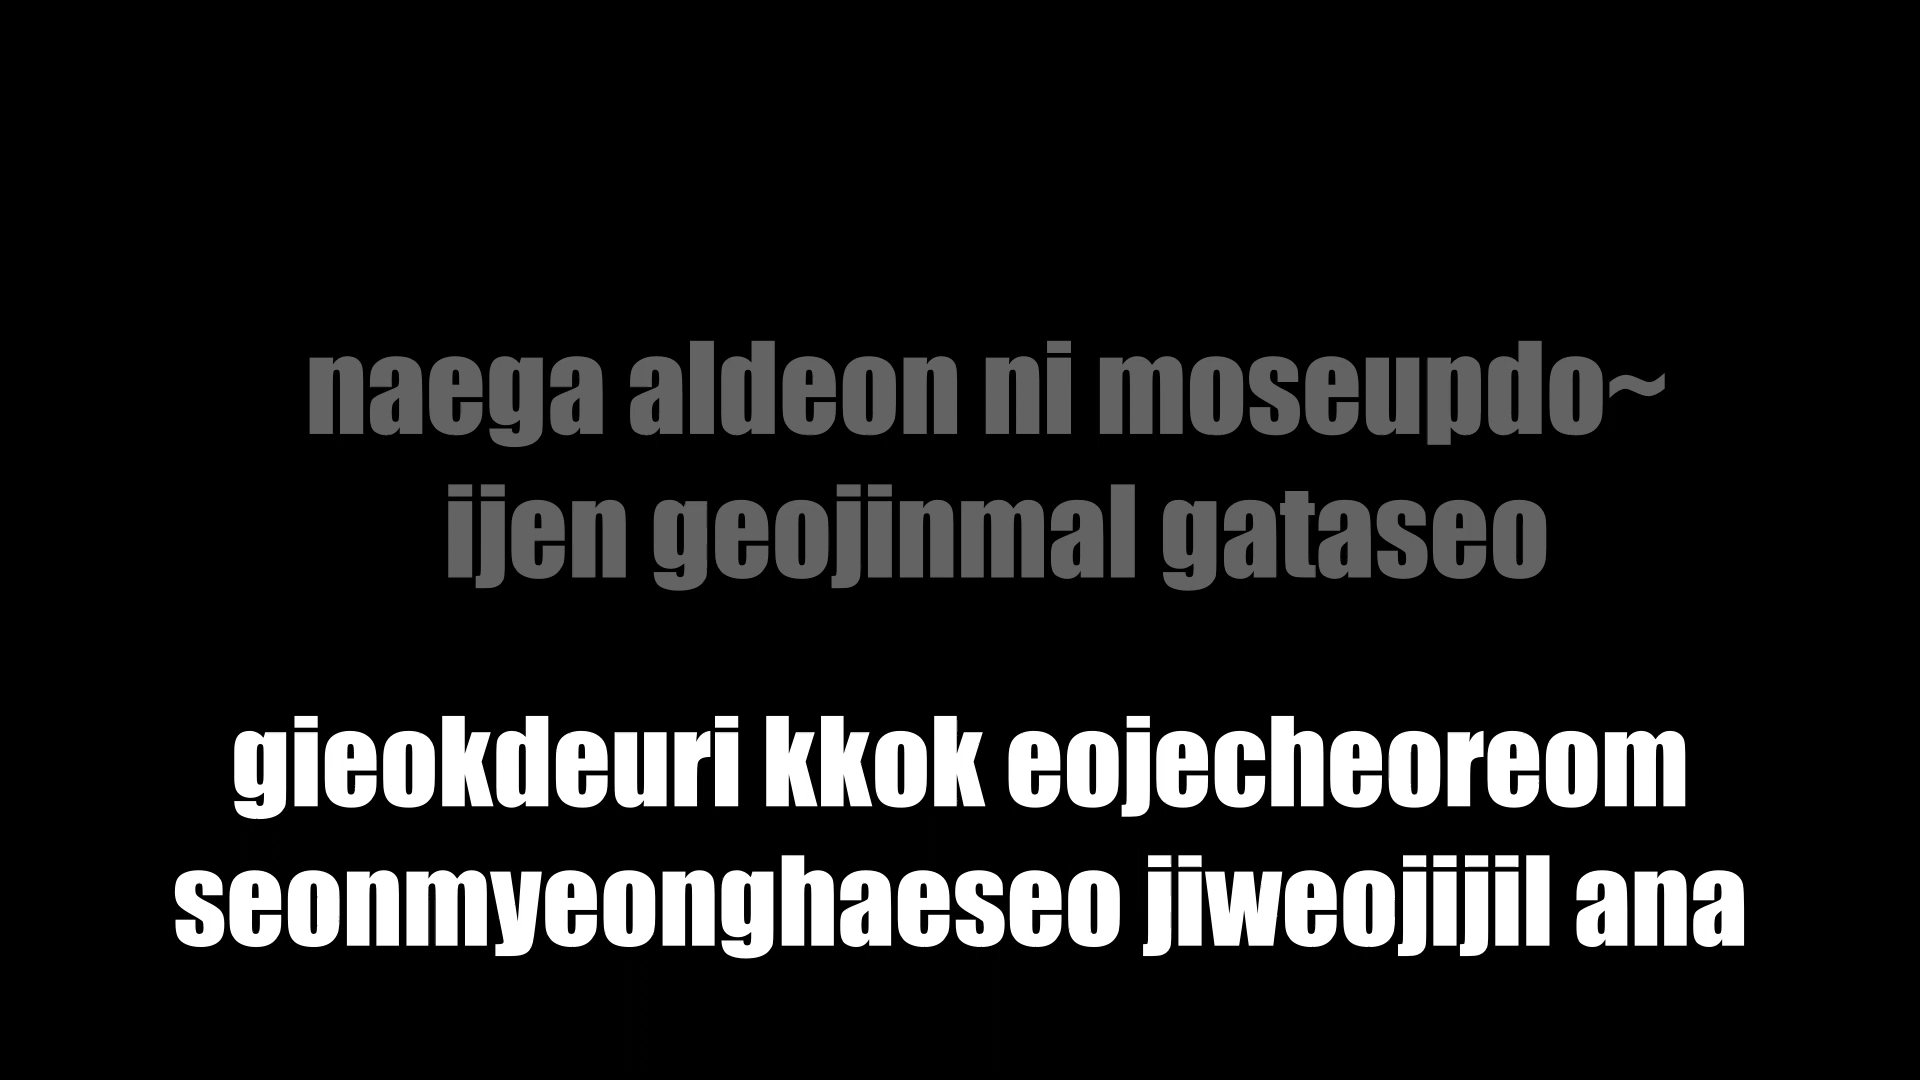 naega aldeon ni moseupdo~
ijen geojinmal gataseo
gieokdeuri kkok eojecheoreom
seonmyeonghaeseo jiweojijil ana